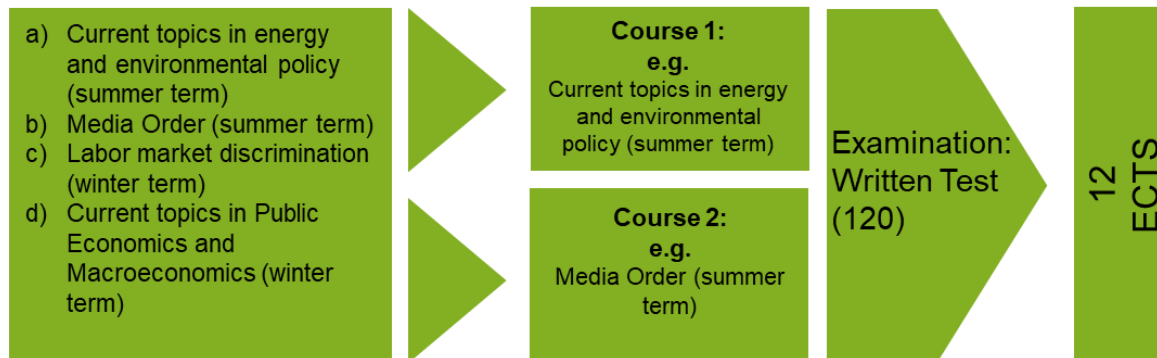 a) Current topics in energy
and environmental policy
(summer term)
b) Media Order (summer term)
c) Labor market discrimination
(winter term)
d) Current topics in Public
Economics and
Macroeconomics (winter
term)
Course 1:
e.g.
Current topics in energy
and environmental
policy (summer term)
Course 2:
e.g.
Media Order (summer
term)
Examination:
Written Test
(120)
12
ECTS